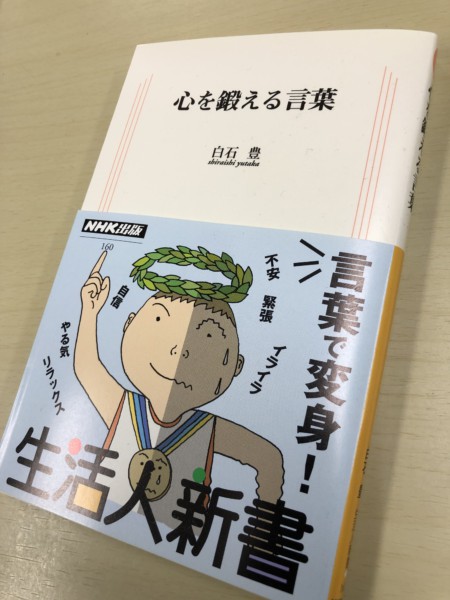 心を鍛える言葉
白石 豊
shiraishi yutaka
NHK出版
160
言葉で変身!
不安
緊張
イライラ
自信
やる気
リラックス
生活人新書